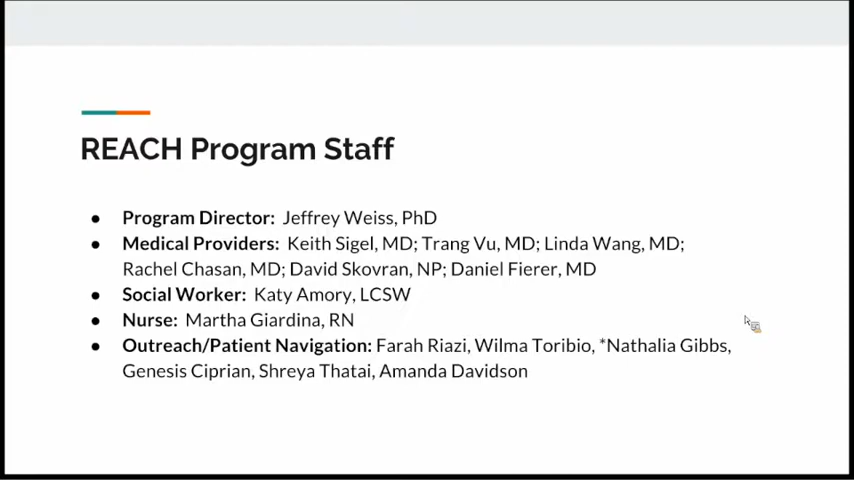 REACH Program Staff
● Program Director: Jeffrey Weiss, PhD
● Medical Providers: Keith Sigel, MD; Trang Vu, MD; Linda Wang, MD;
Rachel Chasan, MD; David Skovran, NP; Daniel Fierer, MD
● Social Worker: Katy Amory, LCSW
● Nurse: Martha Giardina, RN
● Outreach/Patient Navigation: Farah Riazi, Wilma Toribio, *Nathalia Gibbs,
Genesis Ciprian, Shreya Thatai, Amanda Davidson